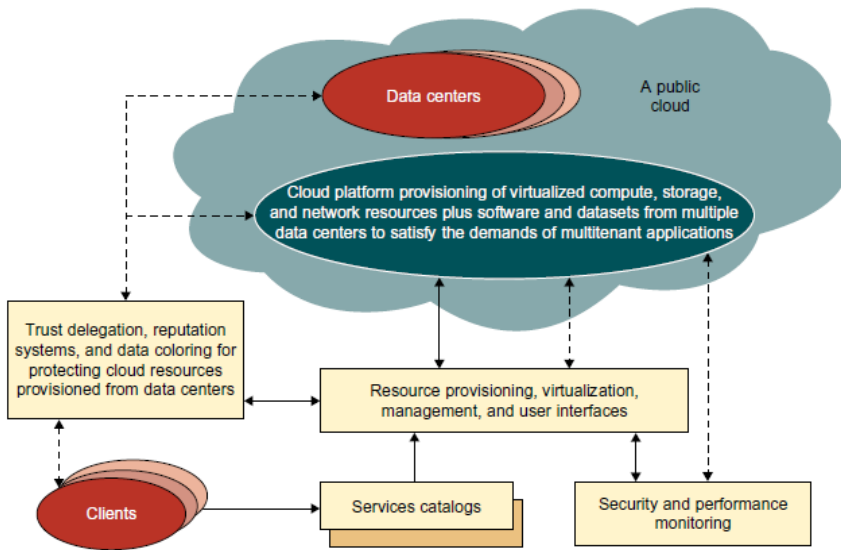 Data centers
A public
cloud
Cloud platform provisioning of virtualized compute, storage,
and network resources plus software and datasets from multiple
data centers to satisfy the demands of multitenant applications
Trust delegation, reputation
systems, and data coloring for
protecting cloud resources
provisioned from data centers
Resource provisioning, virtualization,
management, and user interfaces
Clients
Services catalogs
Security and performance
monitoring